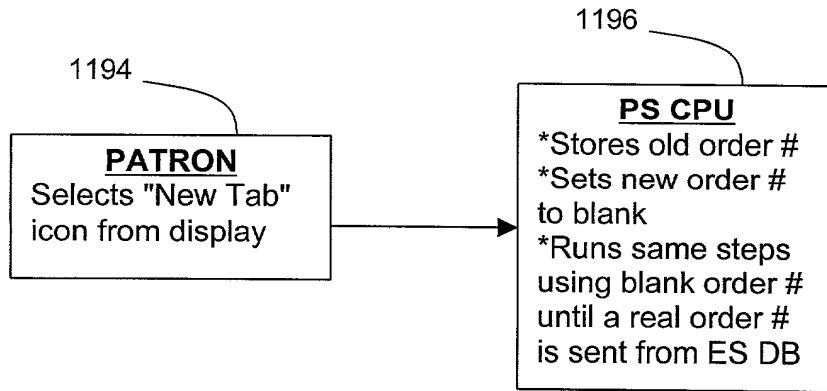 1194
1196
PATRON
Selects "New Tab"
icon from display
PS CPU
*Stores old order #
*Sets new order #
to blank
*Runs same steps
using blank order #
until a real order #
is sent from ES DB